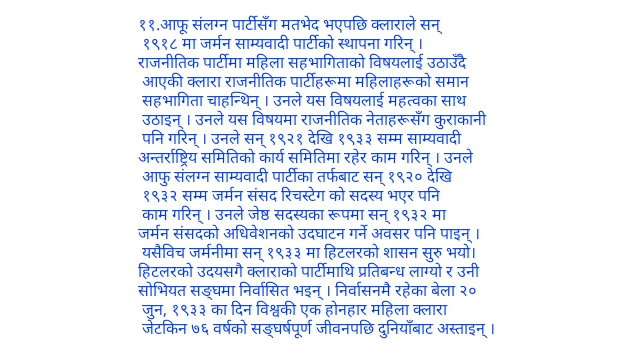 ११.आफू संलग्न पार्टीसँग मतभेद भएपछि क्लाराले सन्
१९१८ मा जर्मन साम्यवादी पार्टीको स्थापना गरिन् ।
राजनीतिक पार्टीमा महिला सहभागिताको विषयलाई उठाउँदै
आएकी क्लारा राजनीतिक पार्टीहरूमा महिलाहरूको समान
सहभागिता चाहन्थिन् । उनले यस विषयलाई महत्वका साथ
उठाइन् । उनले यस विषयमा राजनीतिक नेताहरूसँग कुराकानी
पनि गरिन् । उनले सन् १९२१ देखि १९३३ सम्म साम्यवादी
अन्तर्राष्ट्रिय समितिको कार्य समितिमा रहेर काम गरिन् । उनले
आफु संलग्न साम्यवादी पार्टीका तर्फबाट सन् १९२० देखि
१९३२ सम्म जर्मन संसद रिचस्टेग को सदस्य भएर पनि
काम गरिन् । उनले जेष्ठ सदस्यका रूपमा सन् १९३२ मा
जर्मन संसदको अधिवेशनको उदघाटन गर्ने अवसर पनि पाइन् ।
यसैविच जर्मनीमा सन् १९३३ मा हिटलरको शासन सुरु भयो।
हिटलरको उदयसगै क्लाराको पार्टीमाथि प्रतिबन्ध लाग्यो र उनी
सोभियत सङ्घमा निर्वासित भइन् । निर्वासनमै रहेका बेला २०
जुन, १९३३ का दिन विश्वकी एक होनहार महिला क्लारा
जेटकिन ७६ वर्षको सङ्घर्षपूर्ण जीवनपछि दुनियाँबाट अस्ताइन् ।